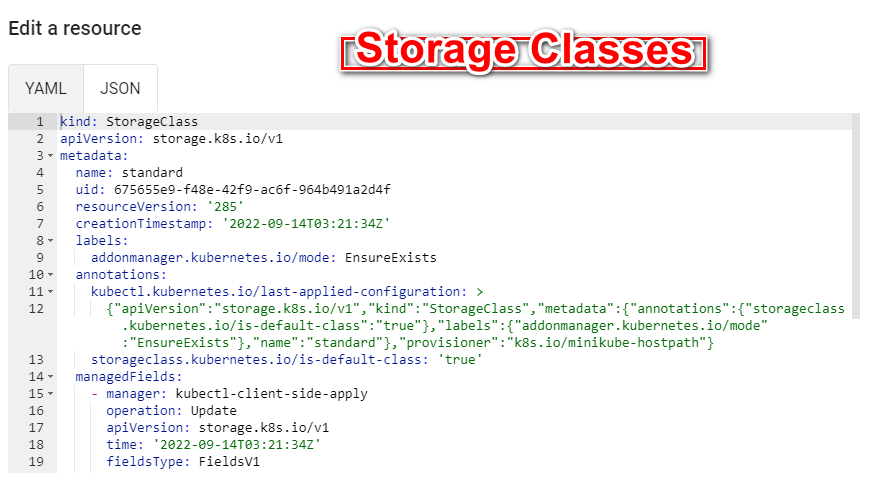 Edit a resource
Storage Classes
YAML JSON
1 kind: StorageClass
2 apiVersion: storage.k8s.io/v1
3 metadata:
4 name: standard
5 uid: 675655e9-f48e-42f9-ac6f-964b491a2d4f
6 resourceVersion: '285'
7 creationTimestamp: '2022-09-14T03:21:34Z'
8 labels:
9 addonmanager.kubernetes.io/mode: EnsureExists
10 annotations:
11 kubectl.kubernetes.io/last-applied-configuration: >
12 {"apiVersion":"storage.k8s.io/v1","kind":"StorageClass","metadata":{"annotations":{"storageclass
.kubernetes.io/is-default-class":"true"},"labels":{"addonmanager.kubernetes.io/mode"
:"EnsureExists"},"name":"standard"},"provisioner":"k8s.io/minikube-hostpath"}
13 storageclass.kubernetes.io/is-default-class: 'true'
14 managedFields:
15 - manager: kubectl-client-side-apply
16 operation: Update
17 apiVersion: storage.k8s.io/v1
18 time: '2022-09-14T03:21:34Z'
19 fieldsType: FieldsV1